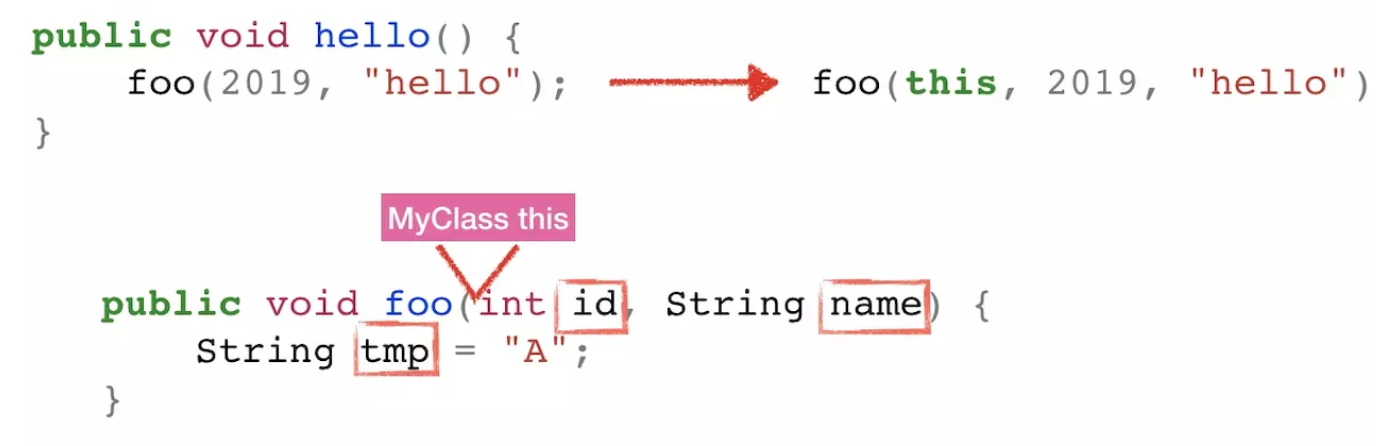 public void hello() {
foo(2019, "hello"); foo(this, 2019, "hello")
}
MyClass this
public void foo(int id, String name) {
String tmp = "A";
}